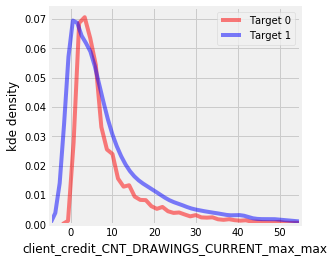 0.07
0.06
0.05
0.04
0.03
0.02
0.01
0.00
kde density
Target 0
Target 1
0 10 20 30 40 50
client_credit_CNT_DRAWINGS_CURRENT_max_max